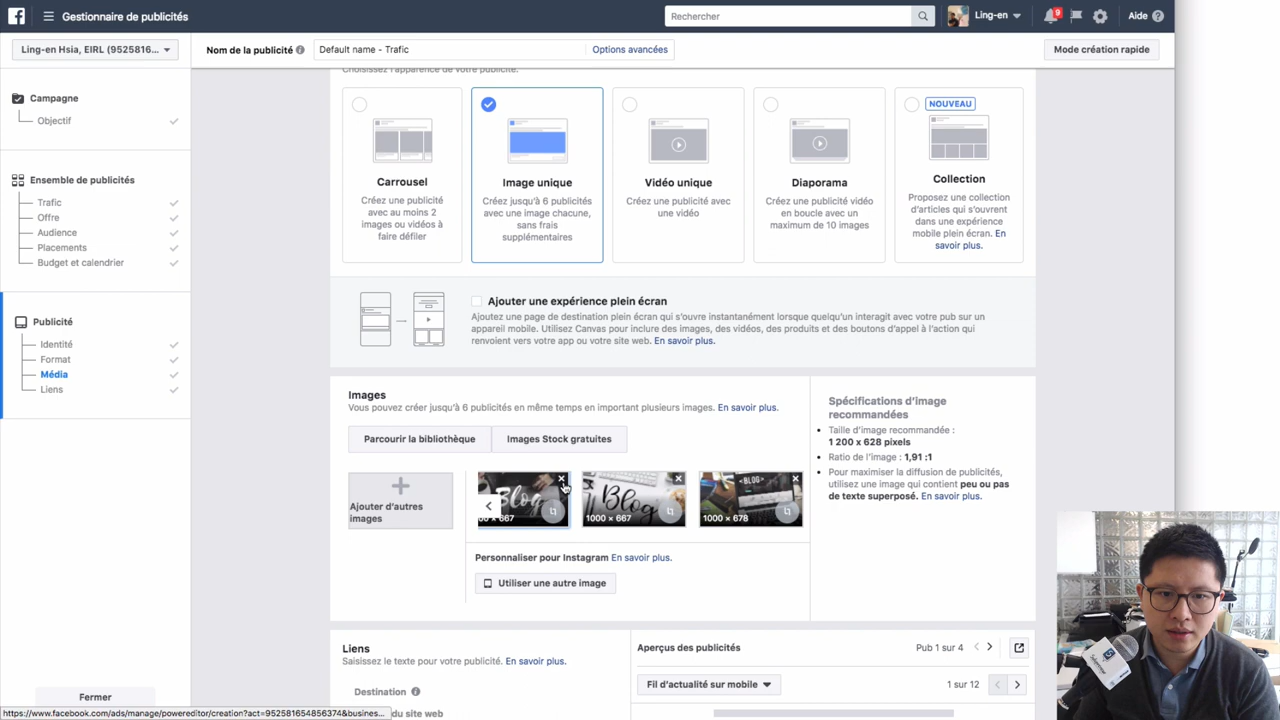 Gestionnaire de publicités
Rechercher
Ling-en
9
Aide
Ling-en Hsia, EIRL (9525816...
Nom de la publicité
Default name - Trafic
Options avancées
Mode création rapide
Campagne
Objectif
Ensemble de publicités
Trafic
Offre
Audience
Placements
Budget et calendrier
Publicité
Identité
Format
Média
Liens
Fermer
https://www.facebook.com/ads/manage/powereditor/creation?act=952581654856374&busines...
Choisissez l'apparence de votre publicité.
Carrousel
Créez une publicité
avec au moins 2
images ou vidéos à
faire défiler
Image unique
Créez jusqu'à 6 publicités
avec une image chacune,
sans frais
supplémentaires
Vidéo unique
Créez une publicité avec
une vidéo
Diaporama
Créez une publicité vidéo
en boucle avec un
maximum de 10 images
NOUVEAU
Collection
Proposez une collection
d'articles qui s'ouvrent
dans une expérience
mobile plein écran. En
savoir plus.
Ajouter une expérience plein écran
Ajoutez une page de destination plein écran qui s'ouvre instantanément lorsque quelqu'un interagit avec votre pub sur un
appareil mobile. Utilisez Canvas pour inclure des images, des vidéos, des produits et des boutons d'appel à l'action qui
renvoient vers votre app ou votre site web. En savoir plus.
Images
Vous pouvez créer jusqu'à 6 publicités en même temps en important plusieurs images. En savoir plus.
Parcourir la bibliothèque
Images Stock gratuites
Ajouter d'autres
images
Blog
Blog
1000 x 667
<BLOG>
1000 x 678
Personnaliser pour Instagram En savoir plus.
Utiliser une autre image
Spécifications d'image
recommandées
Taille d'image recommandée :
1 200 x 628 pixels
Ratio de l'image : 1,91 :1
Pour maximiser la diffusion de publicités,
utilisez une image qui contient peu ou pas
de texte superposé. En savoir plus.
Liens
Saisissez le texte pour votre publicité. En savoir plus.
Destination
du site web
Aperçus des publicités
Pub 1 sur 4
Fil d'actualité sur mobile
1 sur 12